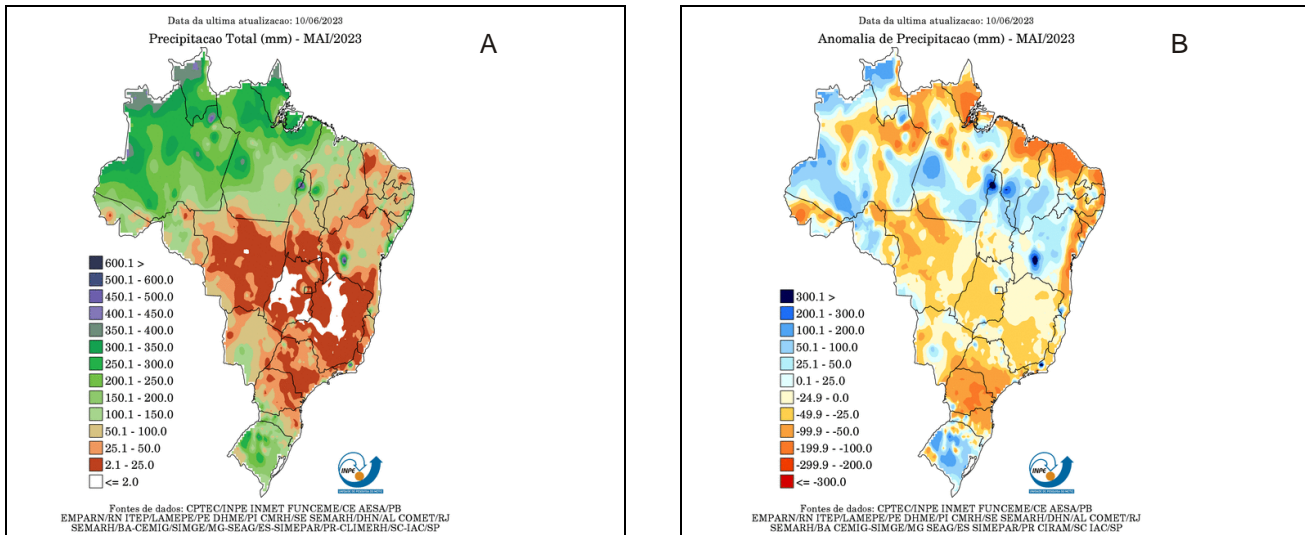 Data da ultima atualizacao: 10/06/2023
Precipitacao Total (mm) - MAI/2023
A
600.1 >
500.1 - 600.0
450.1 - 500.0
400.1 - 450.0
350.1 - 400.0
300.1 - 350.0
250.1 - 300.0
200.1 - 250.0
150.1 - 200.0
100.1 - 150.0
50.1 - 100.0
25.1 - 50.0
2.1 - 25.0
<= 2.0
INPE
Fontes de dados: CPTEC/INPE INMET FUNCEME/CE AESA/PB
EMPARN/RN ITEP/LAMEPE/PE DHME/PI CMRH/SE SEMARH/DHN/AL COMET/RJ
SEMARH/BA-CEMIG/SIMGE/MG-SEAG/ES-SIMEPAR/PR-CLIMERH/SC-IAC/SP
Data da ultima atualizacao: 10/06/2023
Anomalia de Precipitacao (mm) - MAI/2023
B
300.1 >
200.1 - 300.0
100.1 - 200.0
50.1 - 100.0
25.1 - 50.0
0.1 - 25.0
-24.9 - 0.0
-49.9 - -25.0
-99.9 - -50.0
-199.9 - -100.0
-299.9 - -200.0
<= -300.0
INPE
Fontes de dados: CPTEC/INPE INMET FUNCEME/CE AESA/PB
EMPARN/RN ITEP/LAMEPE/PE DHME/PI CMRH/SE SEMARH/DHN/AL COMET/RJ
SEMARH/BA CEMIG-SIMGE/MG SEAG/ES SIMEPAR/PR CIRAM/SC IAC/SP